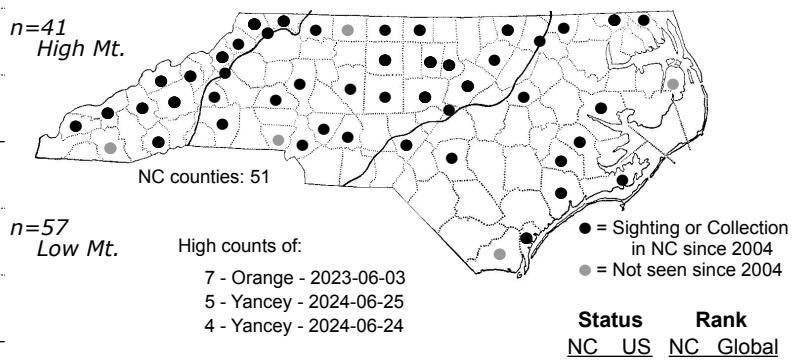 n=41
High Mt.
NC counties: 51
n=57
Low Mt.
High counts of:
7 - Orange - 2023-06-03
5 - Yancey - 2024-06-25
4 - Yancey - 2024-06-24
● = Sighting or Collection
in NC since 2004
● = Not seen since 2004
Status Rank
NC US NC Global